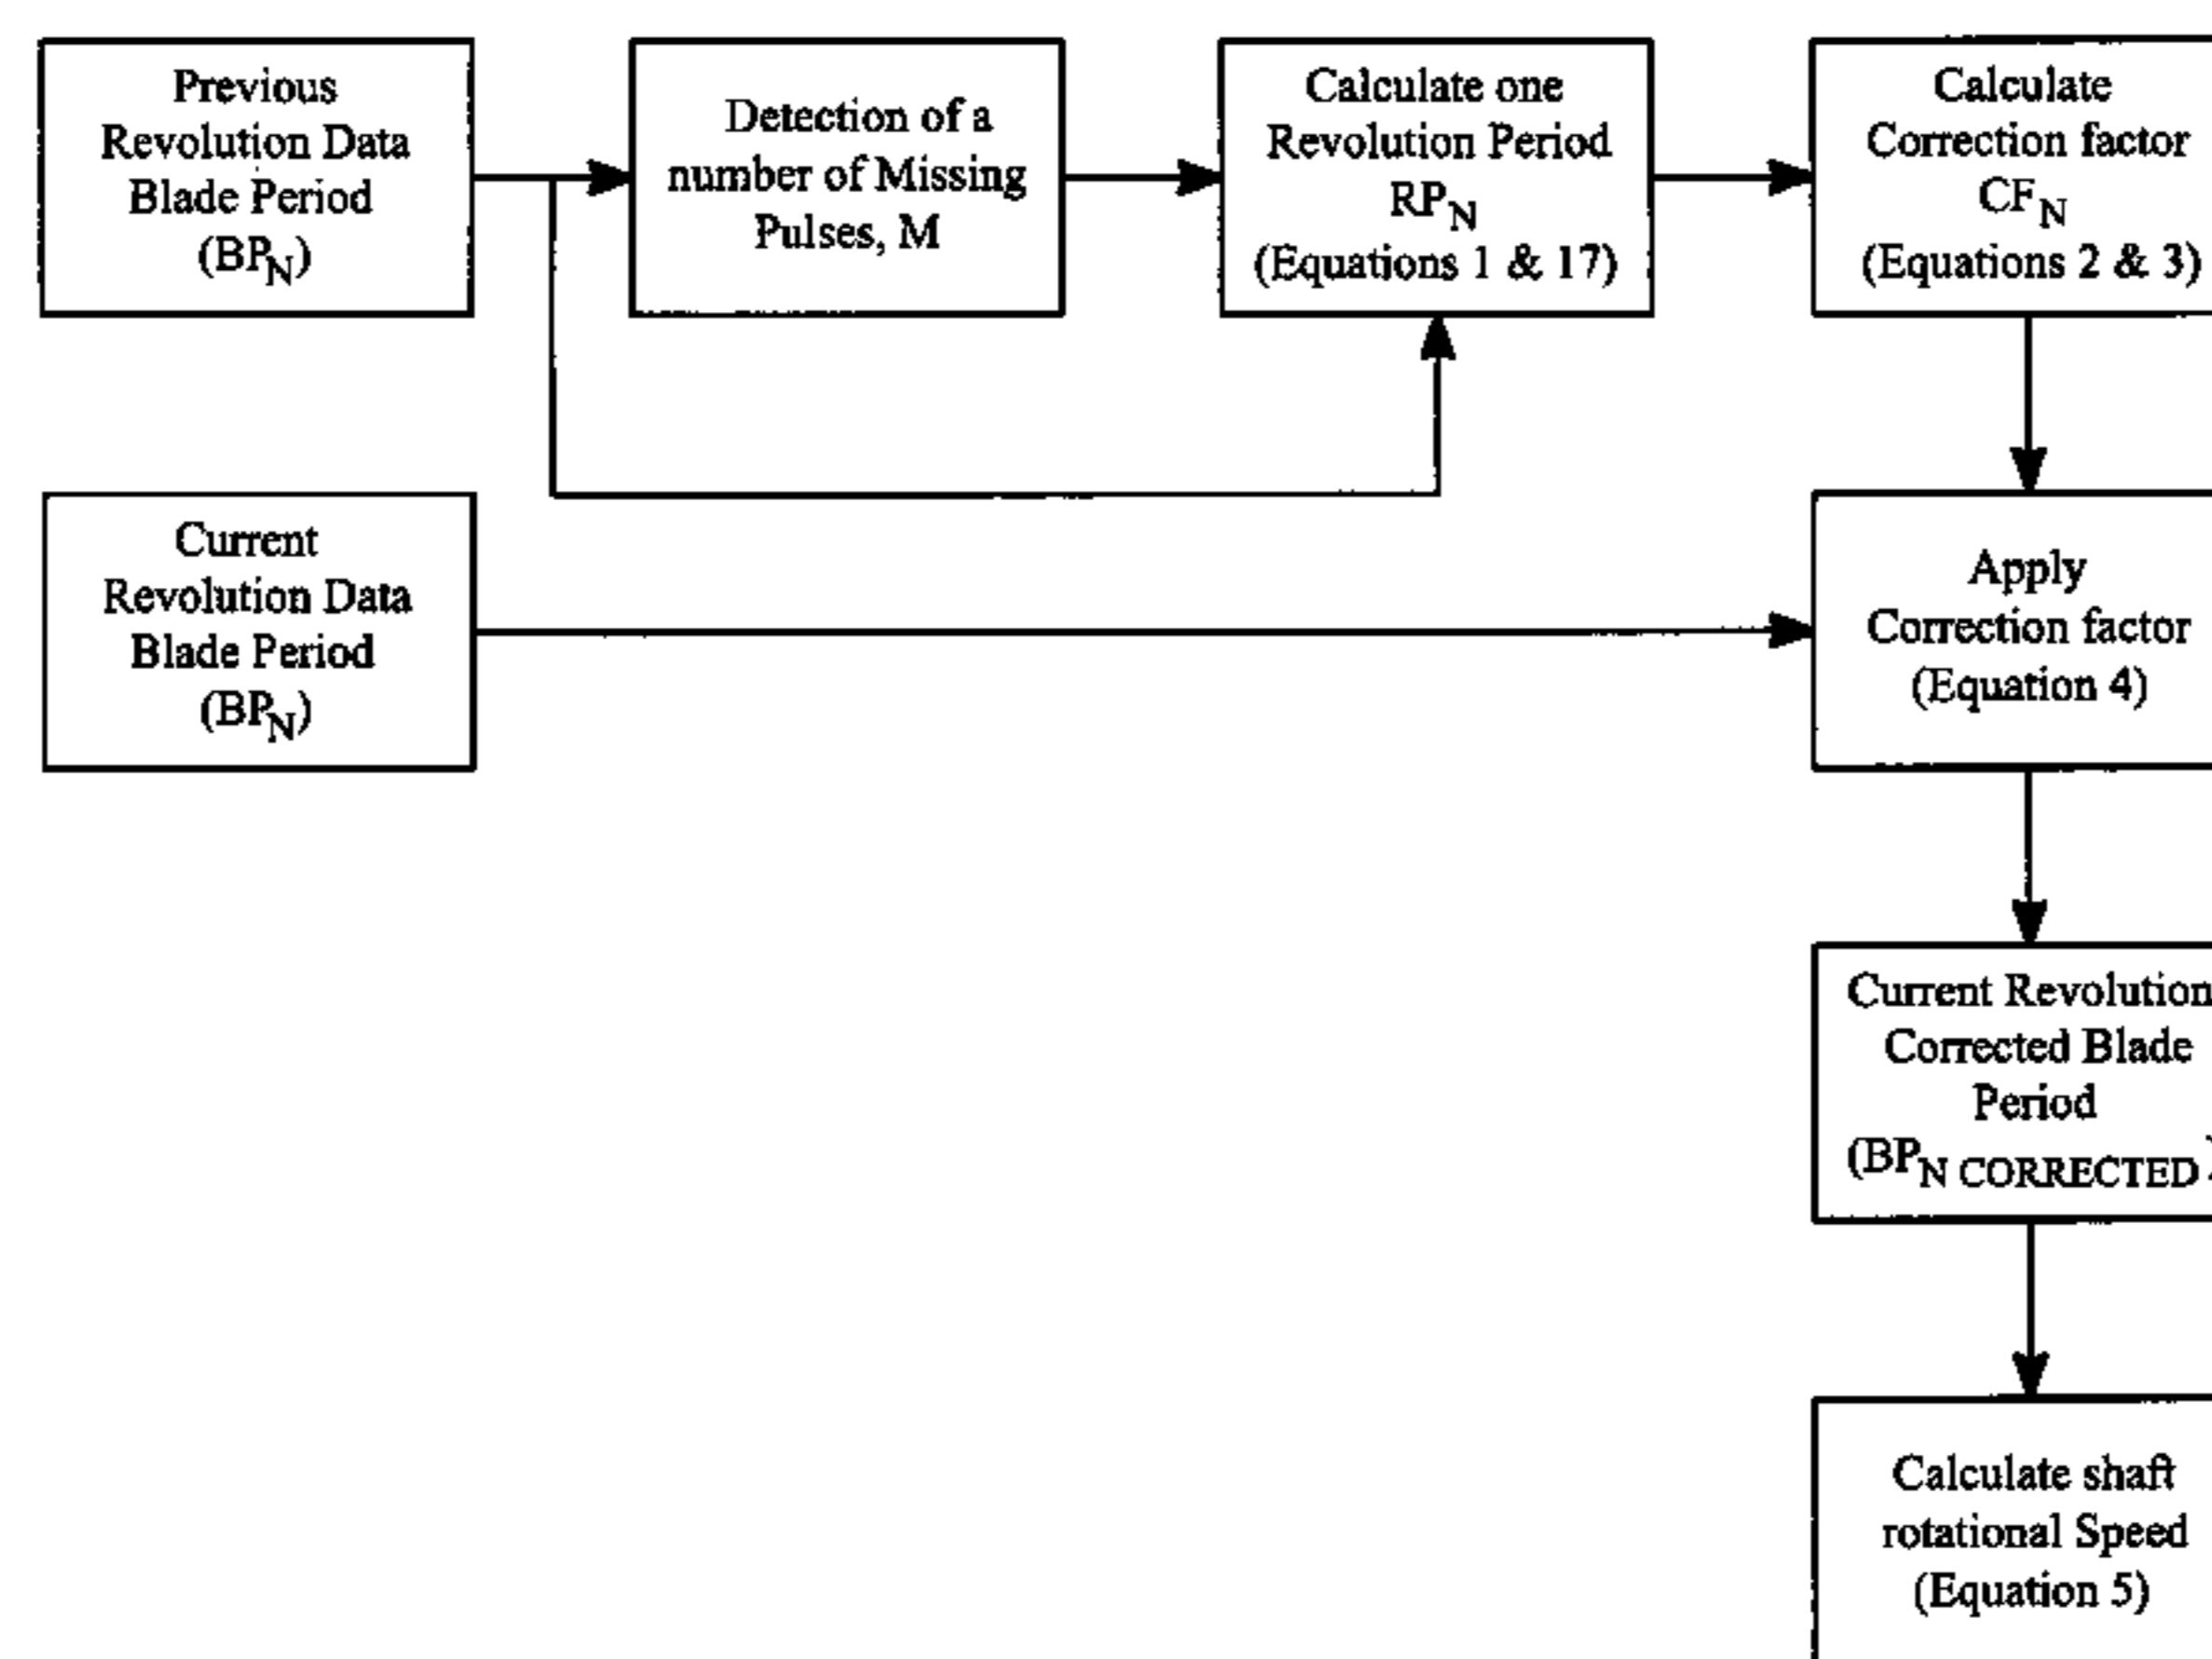 Previous
Revolution Data
Blade Period
(BPN)
Detection of a
number of Missing
Pulses, M
Calculate one
Revolution Period
RPN
(Equations 1 & 17)
Calculate
Correction factor
CFN
(Equations 2 & 3)
Current
Revolution Data
Blade Period
(BPN)
Apply
Correction factor
(Equation 4)
Current Revolution
Corrected Blade
Period
(BPN CORRECTED)
Calculate shaft
rotational Speed
(Equation 5)